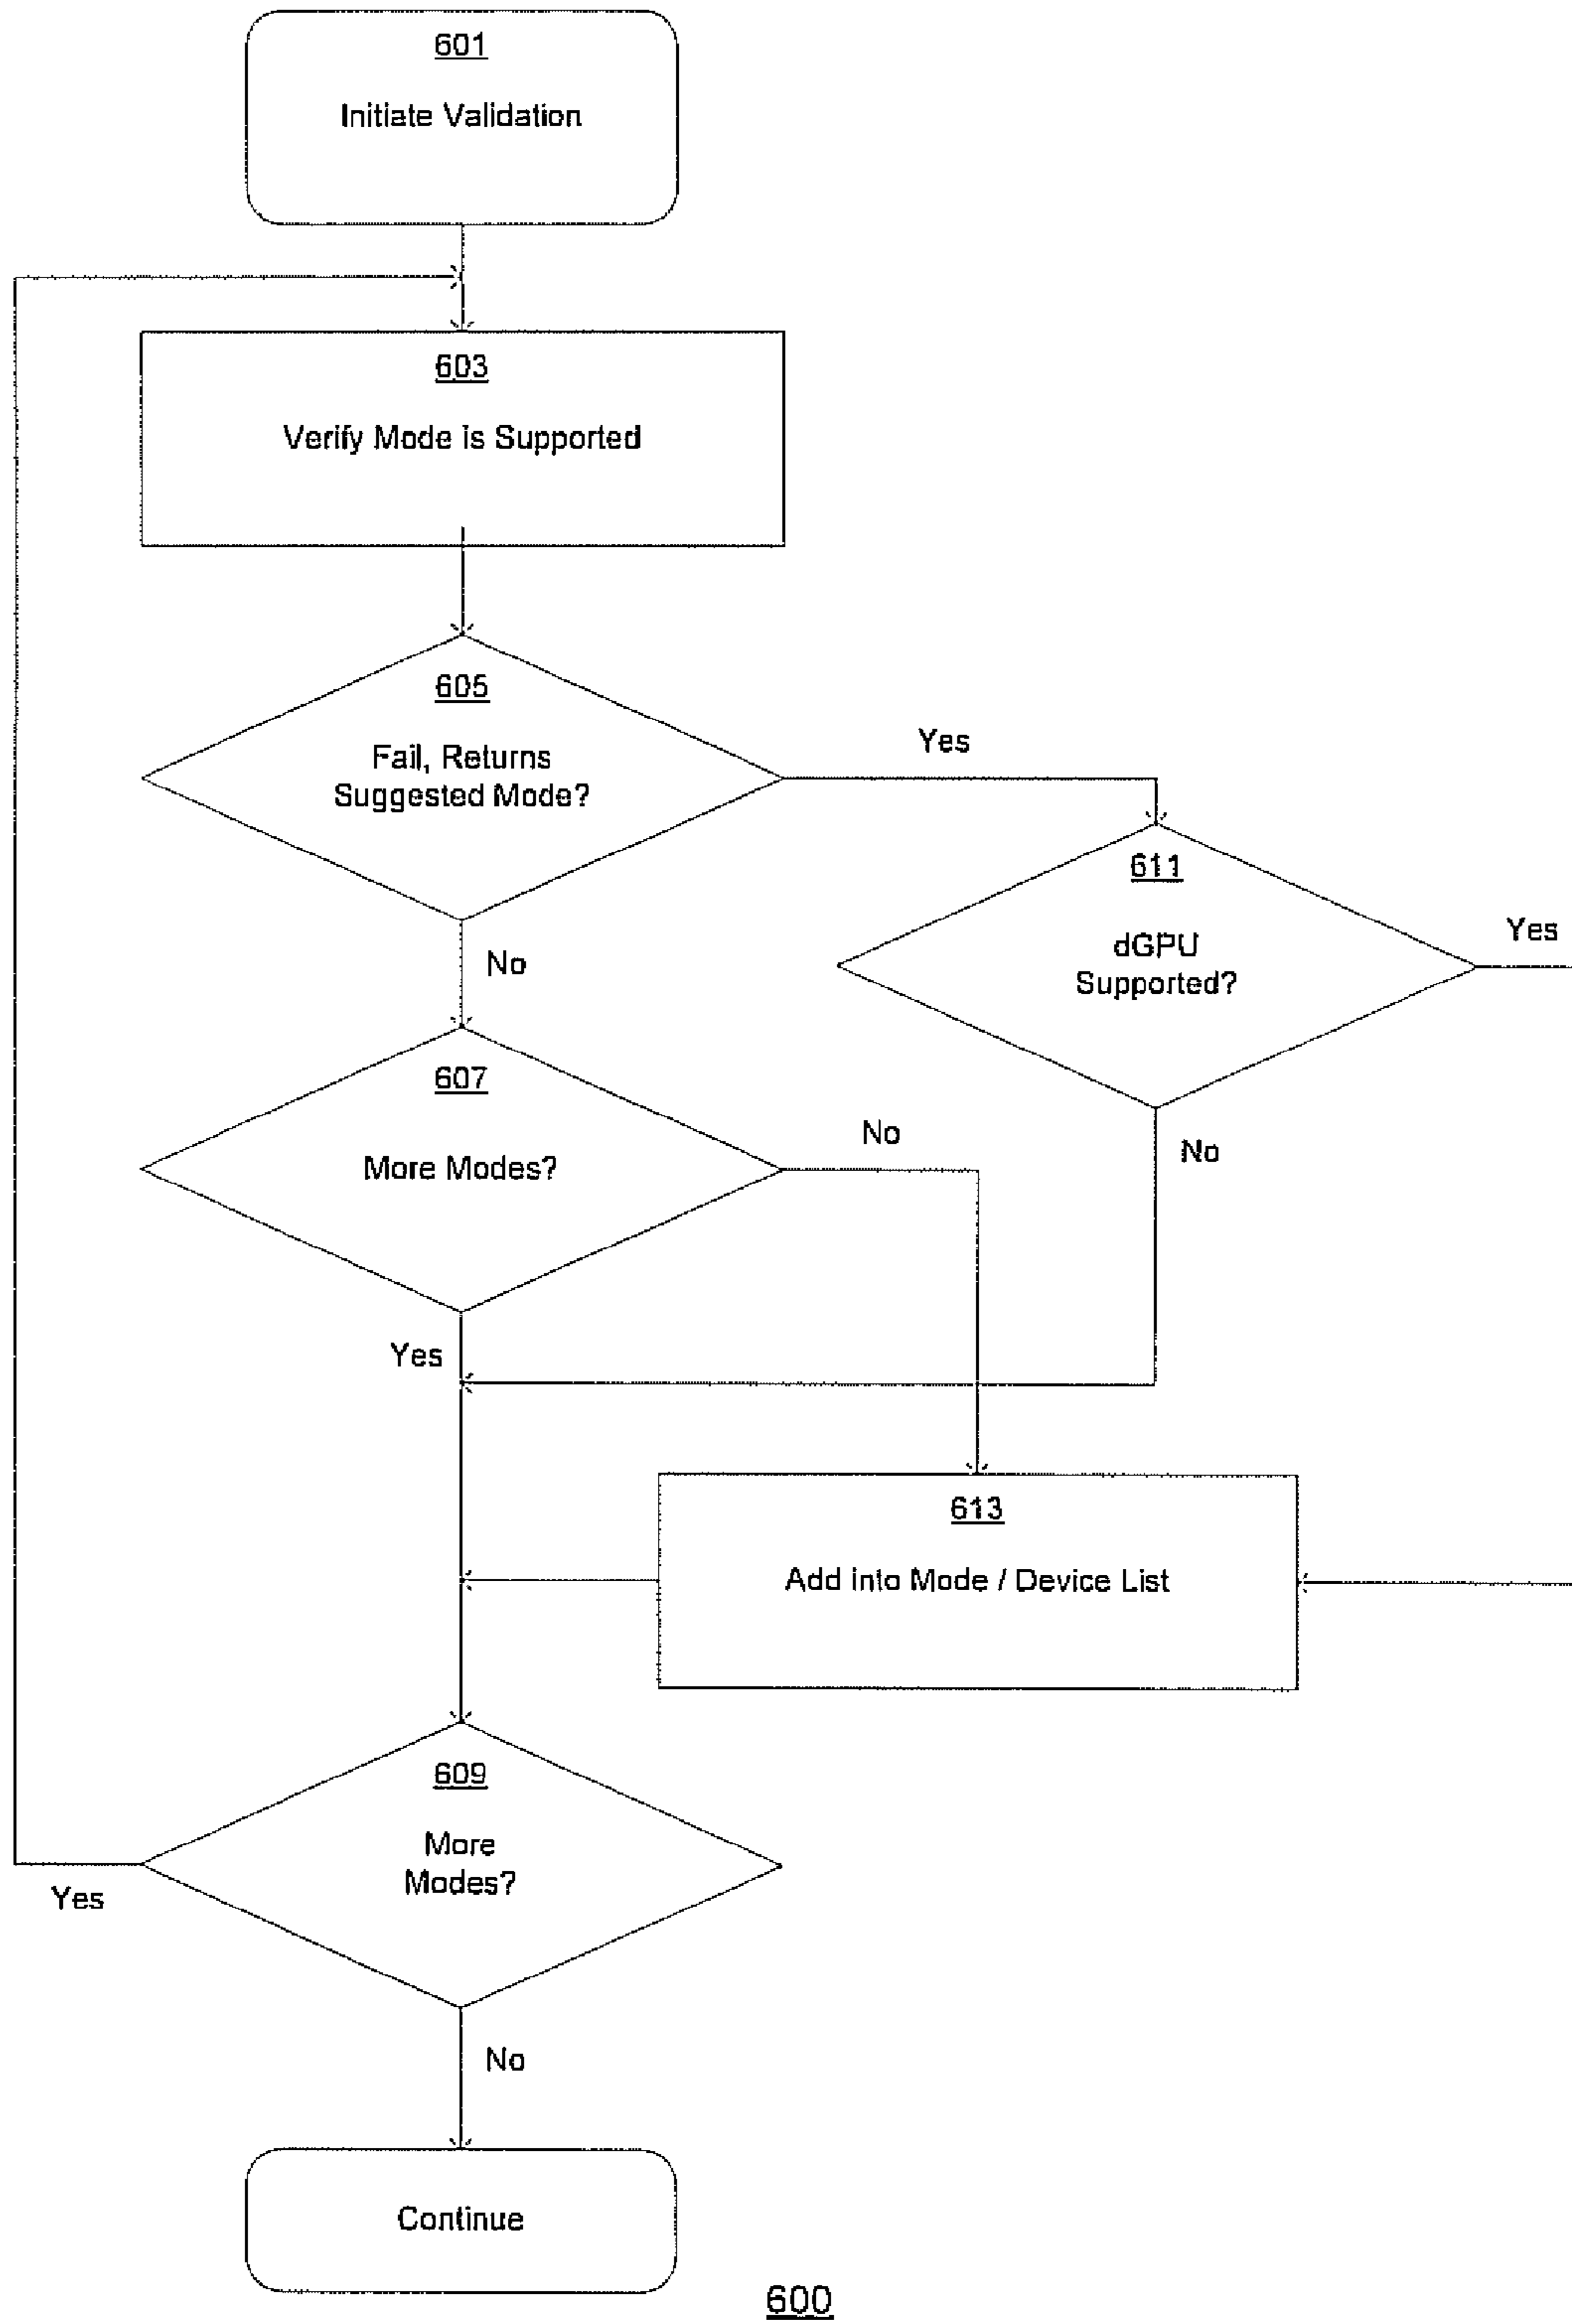 601
Initiate Validation
603
Verify Mode is Supported
605
Fail, Returns
Suggested Mode?
Yes
611
dGPU
Supported?
Yes
No
607
More Modes?
No
No
Yes
613
Add into Mode / Device List
609
More
Modes?
Yes
No
Continue
600